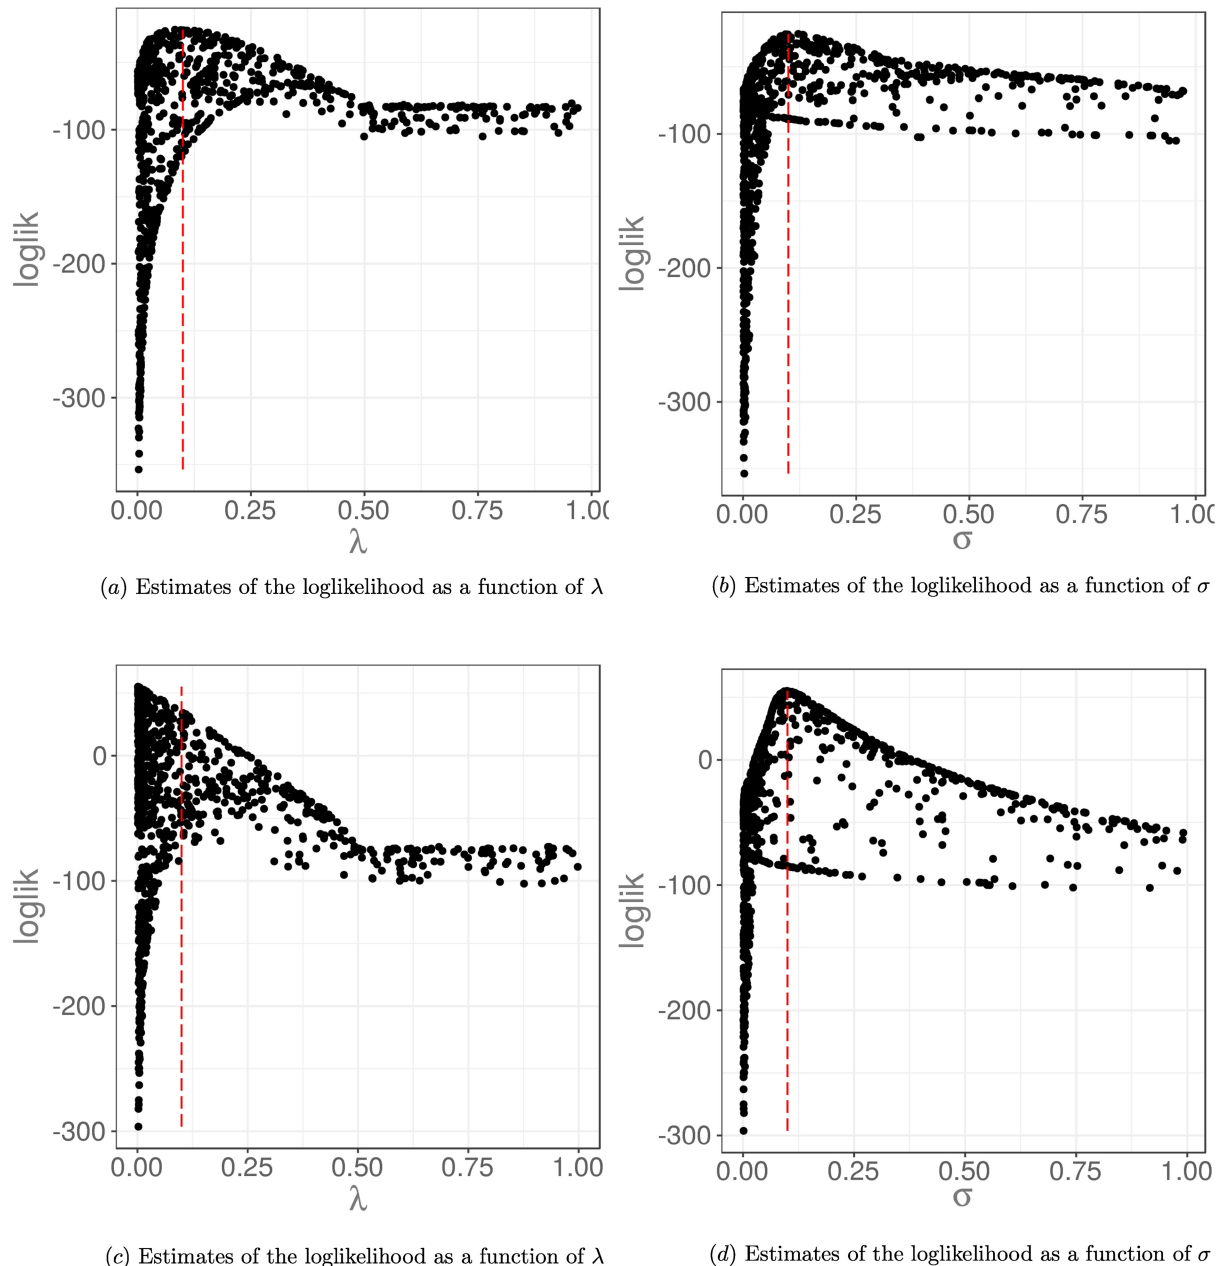 -100
-200
-300
loglik
0.00 0.25 0.50 0.75 1.00
λ
(a) Estimates of the loglikelihood as a function of λ
-100
-200
-300
loglik
0.00 0.25 0.50 0.75 1.00
σ
(b) Estimates of the loglikelihood as a function of σ
0
-100
-200
-300
loglik
0.00 0.25 0.50 0.75 1.00
λ
(c) Estimates of the loglikelihood as a function of λ
0
-100
-200
-300
loglik
0.00 0.25 0.50 0.75 1.00
σ
(d) Estimates of the loglikelihood as a function of σ